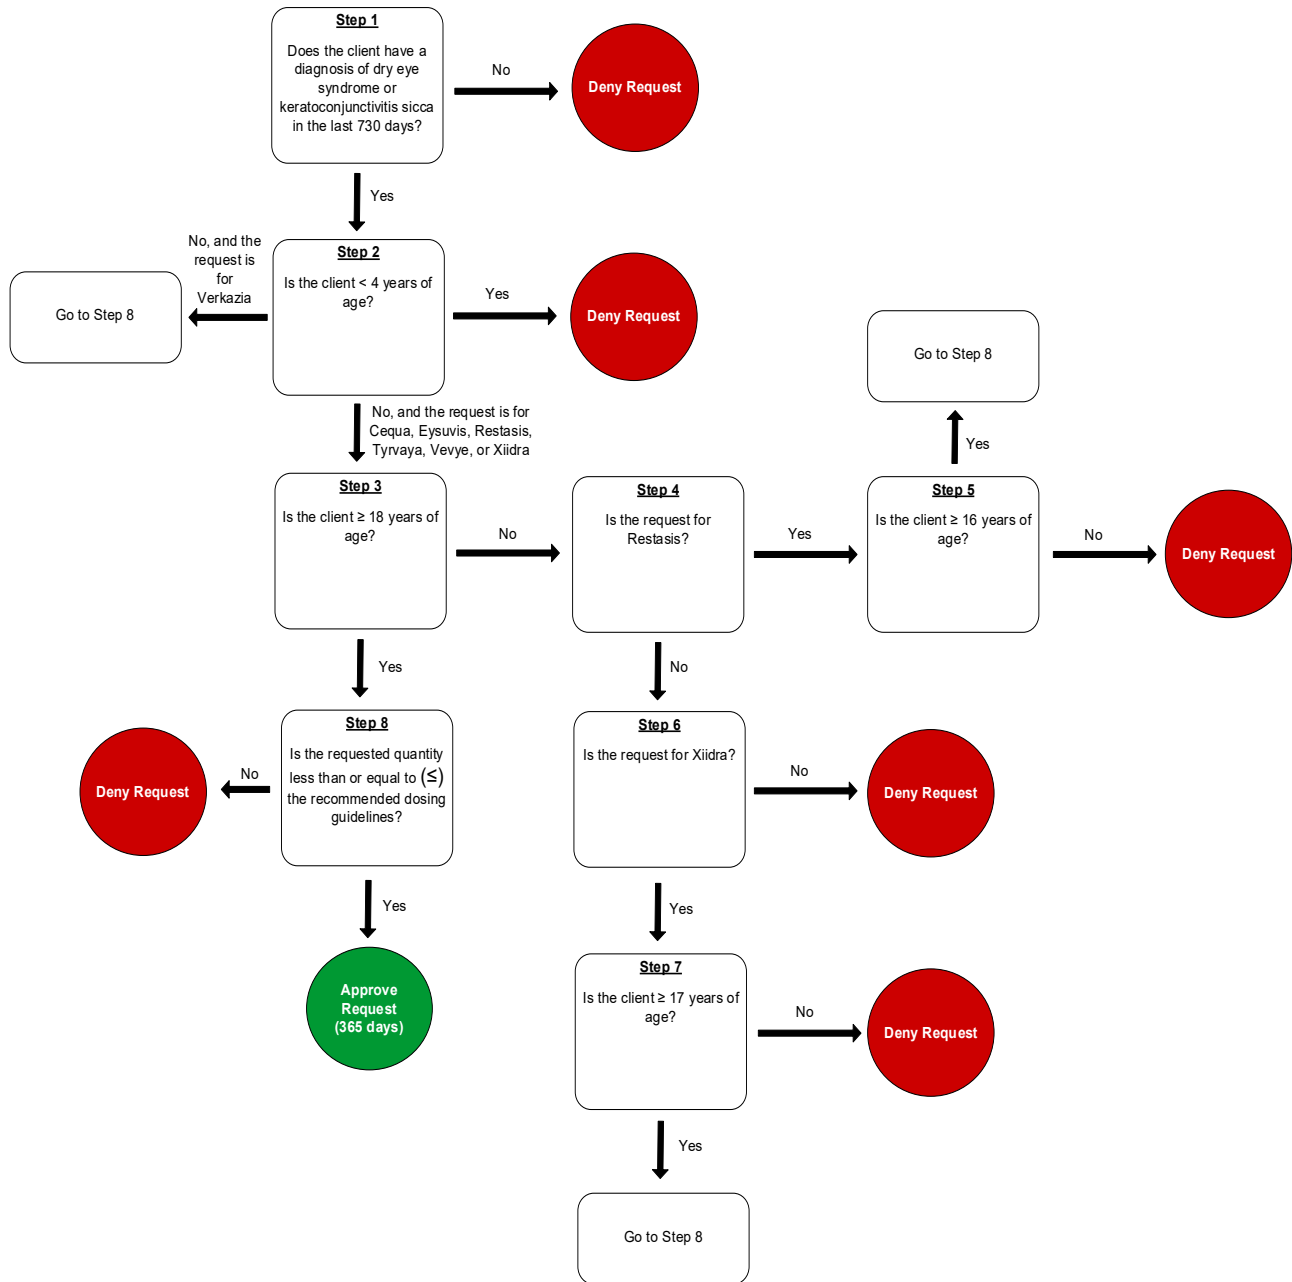 Step 1
Does the client have a
diagnosis of dry eye
syndrome or
keratoconjunctivitis sicca
in the last 730 days?
No
Deny Request
Yes
No, and the
request is
for
Verkazia
Go to Step 8
Step 2
Is the client < 4 years of
age?
Yes
Deny Request
No, and the request is for
Cequa, Eysuvis, Restasis,
Tyrvaya, Vevye, or Xiidra
Go to Step 8
Yes
Step 3
Is the client ≥ 18 years of
age?
No
Step 4
Is the request for
Restasis?
Yes
Step 5
Is the client ≥ 16 years of
age?
No
Deny Request
Yes
No
Deny Request
No
Step 8
Is the requested quantity
less than or equal to (≤)
the recommended dosing
guidelines?
Step 6
Is the request for Xiidra?
No
Deny Request
Yes
Yes
Approve
Request
(365 days)
Step 7
Is the client ≥ 17 years of
age?
No
Deny Request
Yes
Go to Step 8